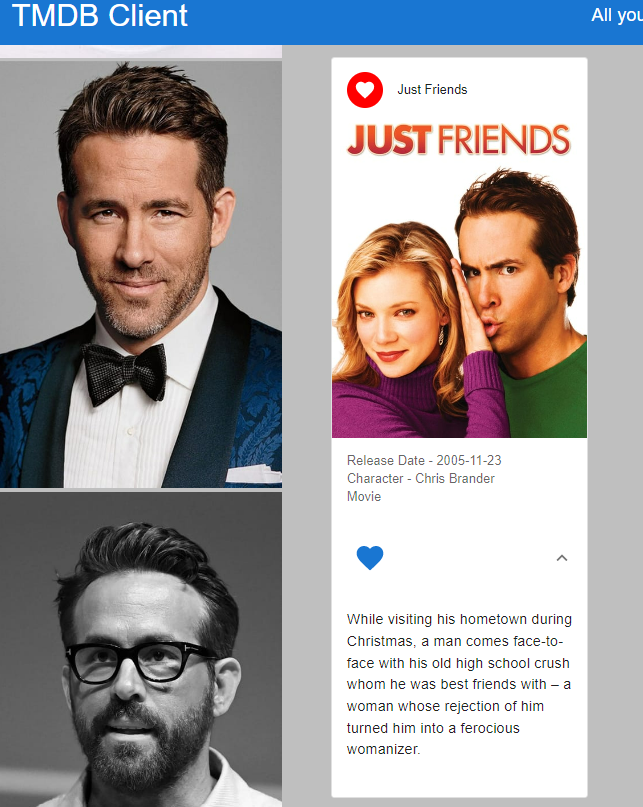 TMDB Client
All you
Just Friends
JUST FRIENDS
Release Date - 2005-11-23
Character - Chris Brander
Movie
While visiting his hometown during
Christmas, a man comes face-to-
face with his old high school crush
whom he was best friends with – a
woman whose rejection of him
turned him into a ferocious
womanizer.